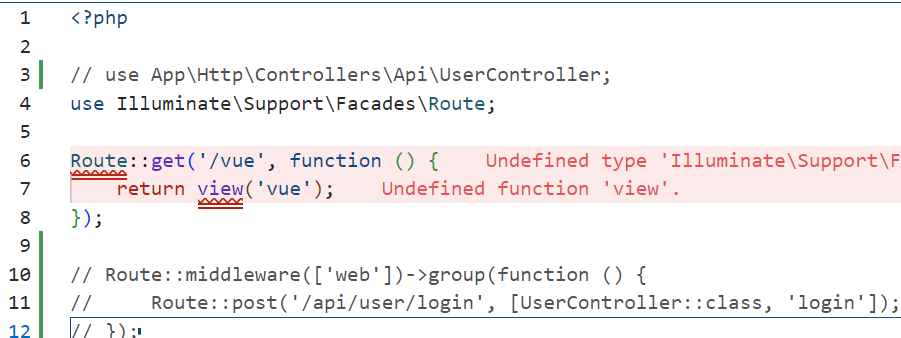 1 <?php
2
3 // use App\Http\Controllers\Api\UserController;
4 use Illuminate\Support\Facades\Route;
5
6 Route::get('/vue', function () { Undefined type 'Illuminate\Support\F
7 return view('vue'); Undefined function 'view'.
8 });
9
10 // Route::middleware(['web'])->group(function () {
11 // Route::post('/api/user/login', [UserController::class, 'login']);
12 // });